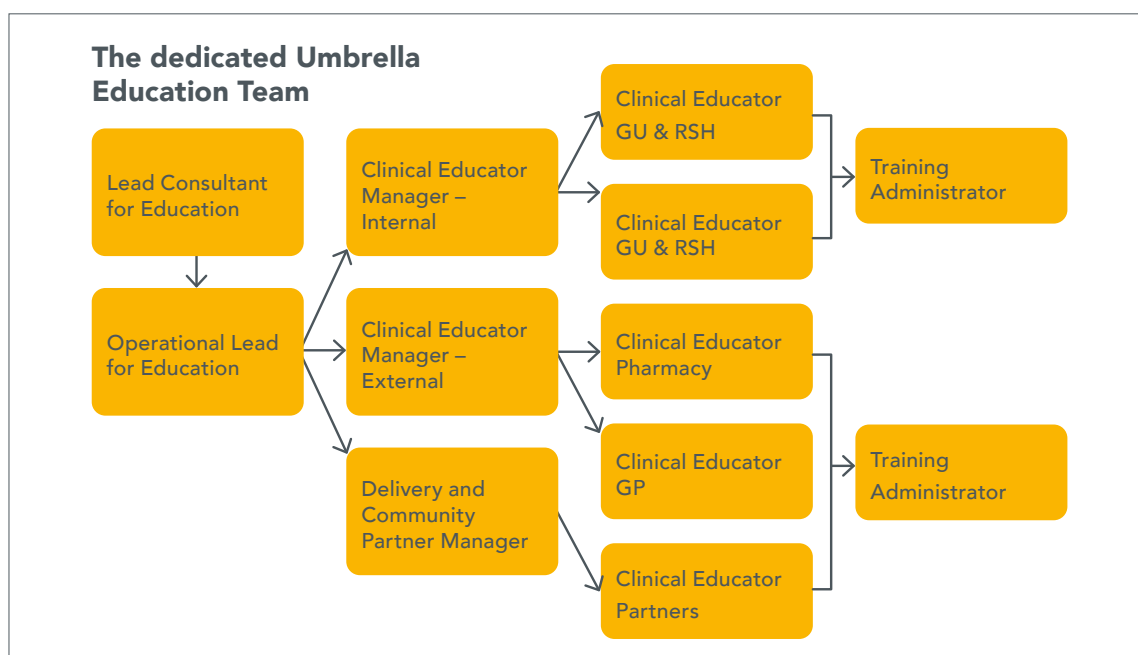 The dedicated Umbrella
Education Team
Lead Consultant
for Education
Operational Lead
for Education
Clinical Educator
Manager –
Internal
Clinical Educator
Manager –
External
Delivery and
Community
Partner Manager
Clinical Educator
GU & RSH
Clinical Educator
GU & RSH
Clinical Educator
Pharmacy
Clinical Educator
GP
Clinical Educator
Partners
Training
Administrator
Training
Administrator